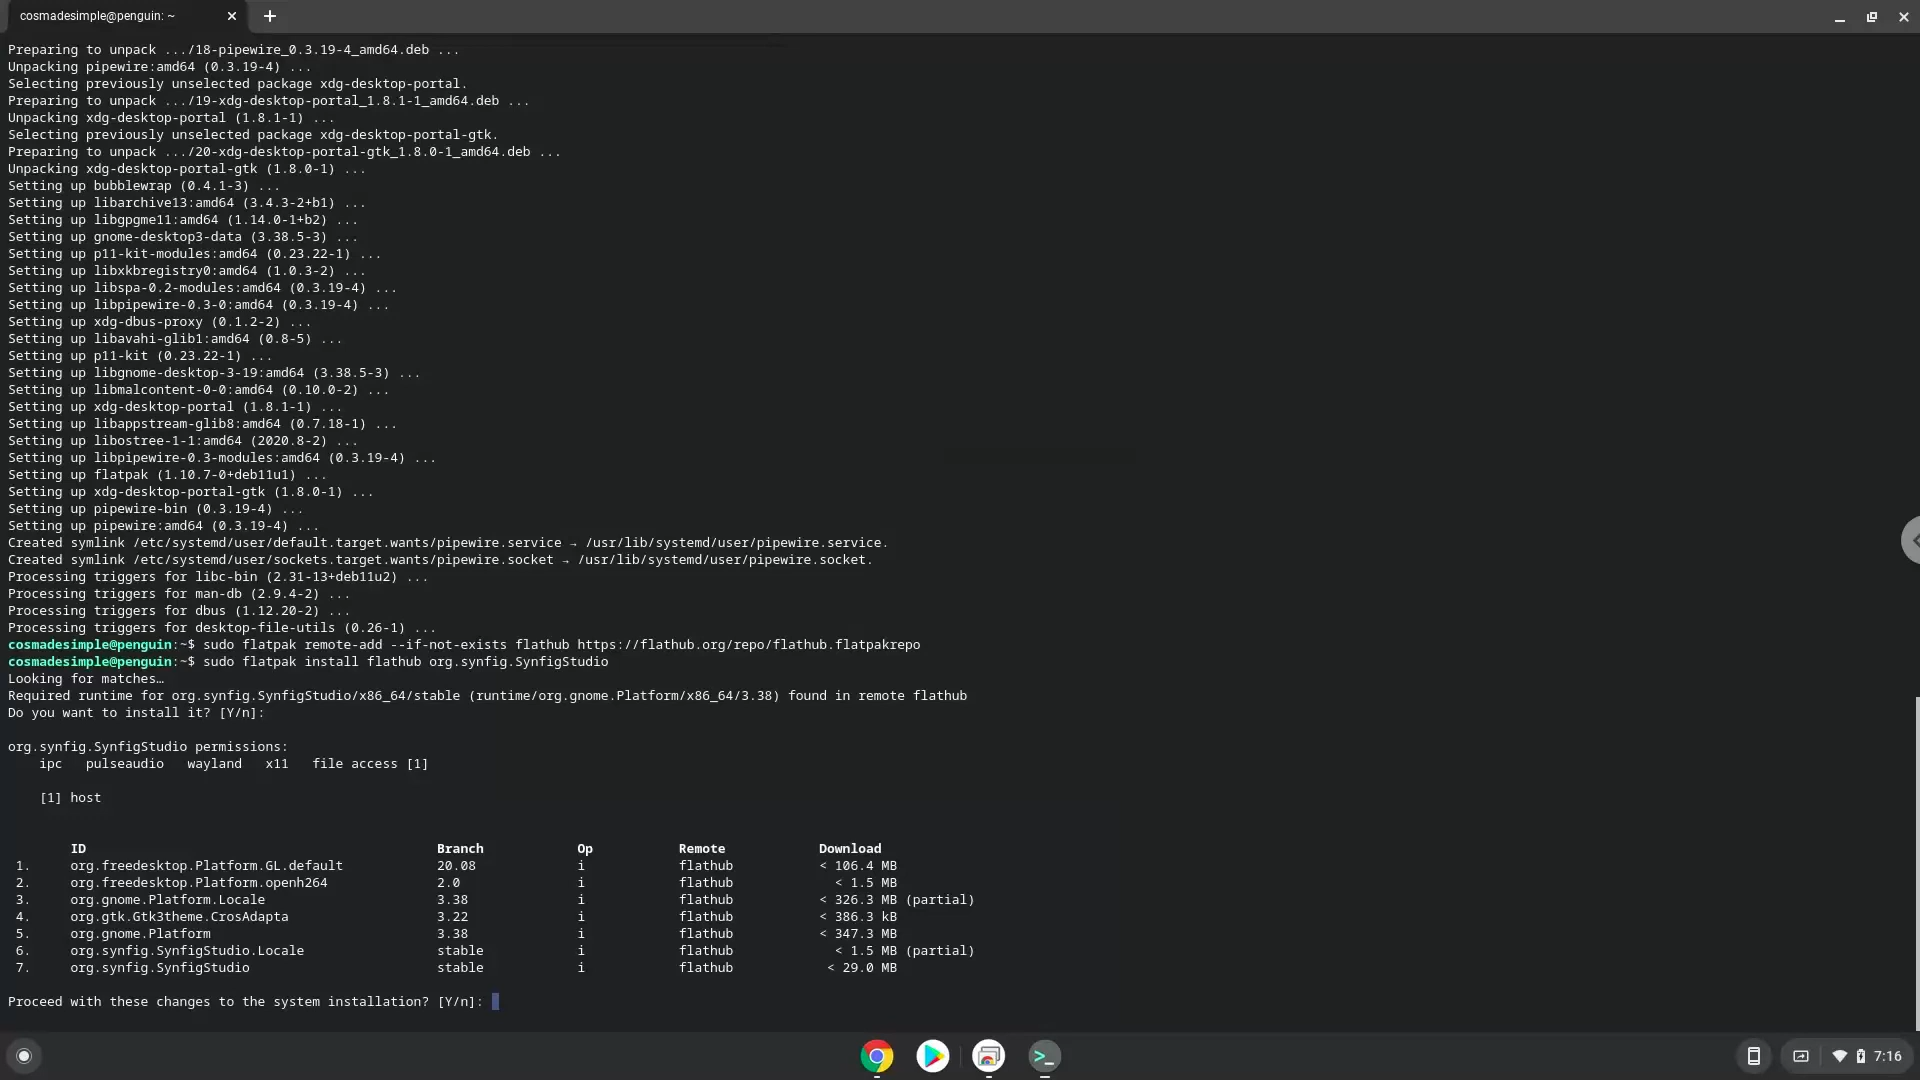 cosmadesimple@penguin: ~
Preparing to unpack .../18-pipewire_0.3.19-4_amd64.deb ...
Unpacking pipewire:amd64 (0.3.19-4) ...
Selecting previously unselected package xdg-desktop-portal.
Preparing to unpack .../19-xdg-desktop-portal_1.8.1-1_amd64.deb ...
Unpacking xdg-desktop-portal (1.8.1-1) ...
Selecting previously unselected package xdg-desktop-portal-gtk.
Preparing to unpack .../20-xdg-desktop-portal-gtk_1.8.0-1_amd64.deb ...
Unpacking xdg-desktop-portal-gtk (1.8.0-1) ...
Setting up bubblewrap (0.4.1-3) ...
Setting up libarchive13:amd64 (3.4.3-2+b1) ...
Setting up libgpgme11:amd64 (1.14.0-1+b2) ...
Setting up gnome-desktop3-data (3.38.5-3) ...
Setting up p11-kit-modules:amd64 (0.23.22-1) ...
Setting up libxkbregistry0:amd64 (1.0.3-2) ...
Setting up libspa-0.2-modules:amd64 (0.3.19-4) ...
Setting up libpipewire-0.3-0:amd64 (0.3.19-4) ...
Setting up xdg-dbus-proxy (0.1.2-2) ...
Setting up libavahi-glib1:amd64 (0.8-5) ...
Setting up p11-kit (0.23.22-1) ...
Setting up libgnome-desktop-3-19:amd64 (3.38.5-3) ...
Setting up libmalcontent-0-0:amd64 (0.10.0-2) ...
Setting up xdg-desktop-portal (1.8.1-1) ...
Setting up libappstream-glib8:amd64 (0.7.18-1) ...
Setting up libostree-1-1:amd64 (2020.8-2) ...
Setting up libpipewire-0.3-modules:amd64 (0.3.19-4) ...
Setting up flatpak (1.10.7-0+deb11u1) ...
Setting up xdg-desktop-portal-gtk (1.8.0-1) ...
Setting up pipewire-bin (0.3.19-4) ...
Setting up pipewire:amd64 (0.3.19-4) ...
Created symlink /etc/systemd/user/default.target.wants/pipewire.service → /usr/lib/systemd/user/pipewire.service.
Created symlink /etc/systemd/user/sockets.target.wants/pipewire.socket → /usr/lib/systemd/user/pipewire.socket.
Processing triggers for libc-bin (2.31-13+deb11u2) ...
Processing triggers for man-db (2.9.4-2) ...
Processing triggers for dbus (1.12.20-2) ...
Processing triggers for desktop-file-utils (0.26-1) ...
cosmadesimple@penguin:~$ sudo flatpak remote-add --if-not-exists flathub https://flathub.org/repo/flathub.flatpakrepo
cosmadesimple@penguin:~$ sudo flatpak install flathub org.synfig.SynfigStudio
Looking for matches…
Required runtime for org.synfig.SynfigStudio/x86_64/stable (runtime/org.gnome.Platform/x86_64/3.38) found in remote flathub
Do you want to install it? [Y/n]:
org.synfig.SynfigStudio permissions:
ipc pulseaudio wayland x11 file access [1]
[1] host
ID Branch Op Remote Download
1. org.freedesktop.Platform.GL.default 20.08 i flathub < 106.4 MB
2. org.freedesktop.Platform.openh264 2.0 i flathub < 1.5 MB
3. org.gnome.Platform.Locale 3.38 i flathub < 326.3 MB (partial)
4. org.gtk.Gtk3theme.CrosAdapta 3.22 i flathub < 386.3 kB
5. org.gnome.Platform 3.38 i flathub < 347.3 MB
6. org.synfig.SynfigStudio.Locale stable i flathub < 1.5 MB (partial)
7. org.synfig.SynfigStudio stable i flathub < 29.0 MB
Proceed with these changes to the system installation? [Y/n]:
7:16